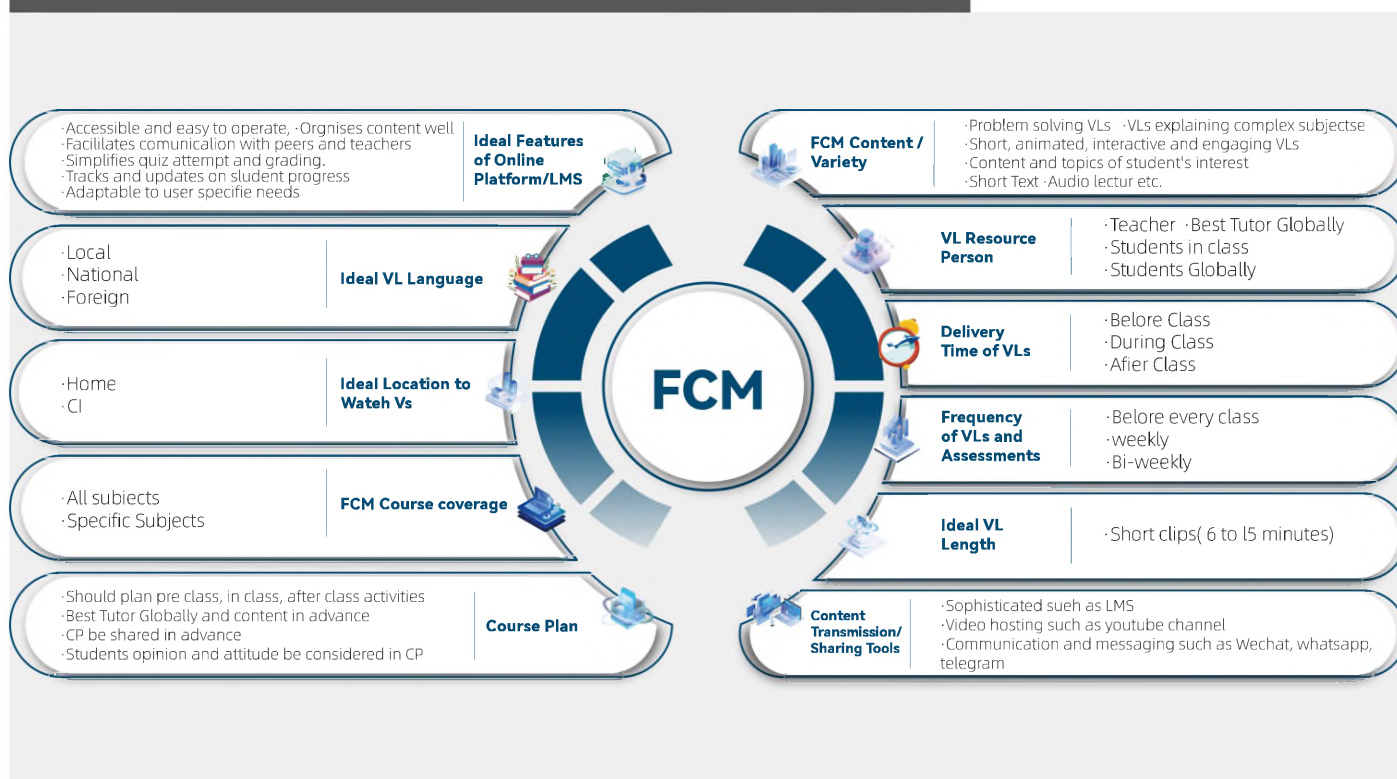 ·Accessible and easy to operate, ·Orgnises content well
·Facililates comunication with peers and teachers
·Simplifies quiz attempt and grading.
·Tracks and updates on sludent progress
·Adaptable to user specific needs
Ideal Features
of Online
Platform/LMS
·Local
·National
·Foreign
Ideal VL Language
·Home
·CI
Ideal Location to
Wateh Vs
·All subiects
·Specific Subjects
FCM Course coverage
·Should plan pre class, in class, after class activities
·Best Tutor Globally and content in advance
·CP be shared in advance
·Students opinion and attitude be considered in CP
Course Plan
FCM
FCM Content /
Variety
·Problem solving VLs ·VLs explaining complex subjectse
·Short, animated, interactive and engaging VLs
·Content and topics of student's interest
·Short Text ·Audio lectur etc.
VL Resource
Person
·Teacher ·Best Tutor Globally
·Students in class
·Students Globally
Delivery
Time of VLs
·Belore Class
·During Class
·Afier Class
Frequency
of VLs and
Assessments
·Belore every class
·weekly
·Bi-weekly
Ideal VL
Length
·Short clips( 6 to l5 minutes)
Content
Transmission/
Sharing Tools
·Sophisticated sueh as LMS
·Video hosting such as youtube channel
·Communication and messaging such as Wechat, whatsapp,
telegram